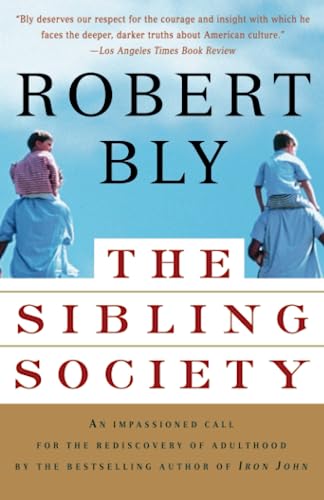 "Bly deserves our respect for the courage and insight with which he
faces the deeper, darker truths about American culture."
—Los Angeles Times Book Review
ROBERT
BLY
THE
SIBLING
SOCIETY
AN IMPASSIONED CALL
FOR THE REDISCOVERY OF ADULTHOOD
BY THE BESTSELLING AUTHOR OF IRON JOHN